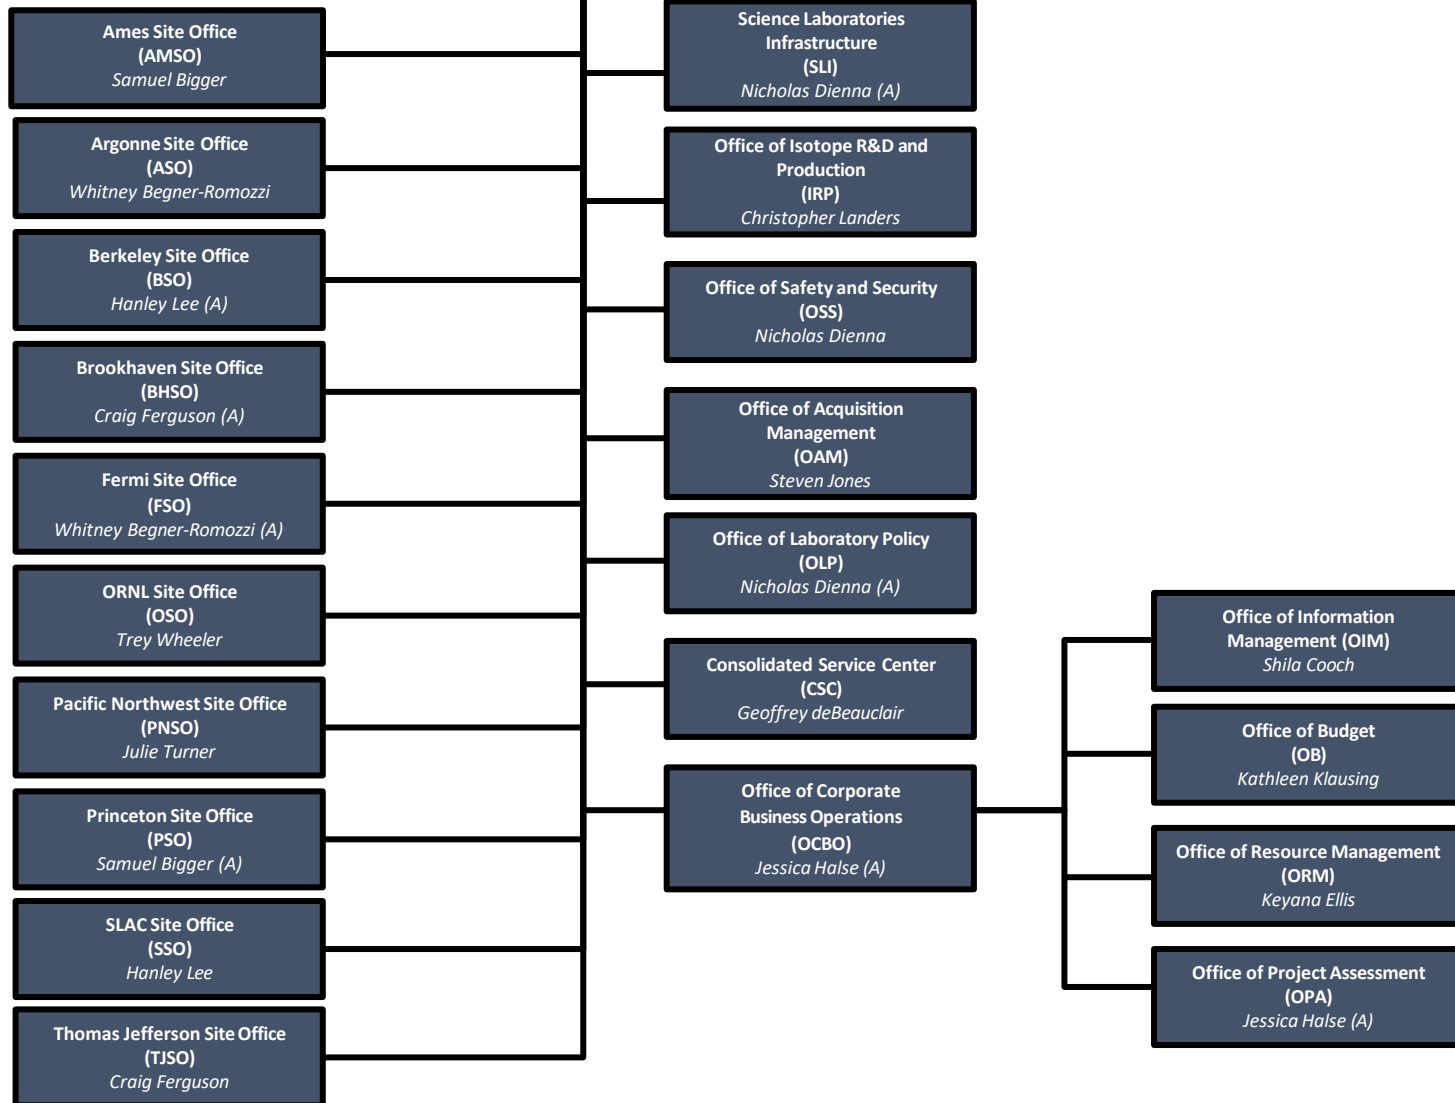 Ames Site Office
(AMSO)
Samuel Bigger
Argonne Site Office
(ASO)
Whitney Begner-Romozzi
Berkeley Site Office
(BSO)
Hanley Lee (A)
Brookhaven Site Office
(BHSO)
Craig Ferguson (A)
Fermi Site Office
(FSO)
Whitney Begner-Romozzi (A)
ORNL Site Office
(OSO)
Trey Wheeler
Pacific Northwest Site Office
(PNSO)
Julie Turner
Princeton Site Office
(PSO)
Samuel Bigger (A)
SLAC Site Office
(SSO)
Hanley Lee
Thomas Jefferson Site Office
(TJSO)
Craig Ferguson
Science Laboratories
Infrastructure
(SLI)
Nicholas Dienna (A)
Office of Isotope R&D and
Production
(IRP)
Christopher Landers
Office of Safety and Security
(OSS)
Nicholas Dienna
Office of Acquisition
Management
(OAM)
Steven Jones
Office of Laboratory Policy
(OLP)
Nicholas Dienna (A)
Consolidated Service Center
(CSC)
Geoffrey deBeauclair
Office of Corporate
Business Operations
(OCBO)
Jessica Halse (A)
Office of Information
Management (OIM)
Shila Cooch
Office of Budget
(OB)
Kathleen Klausing
Office of Resource Management
(ORM)
Keyana Ellis
Office of Project Assessment
(OPA)
Jessica Halse (A)